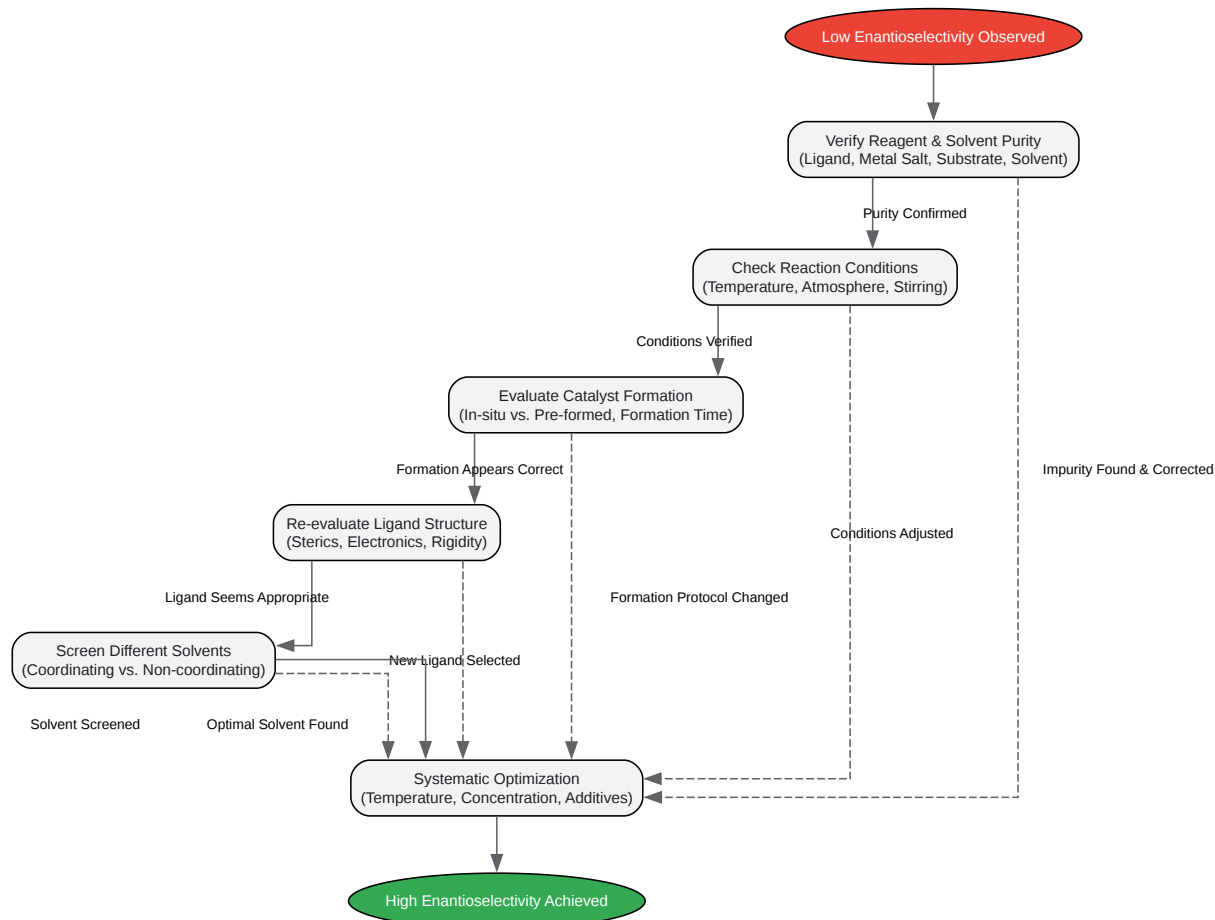 Low Enantioselectivity Observed
Verify Reagent & Solvent Purity
(Ligand, Metal Salt, Substrate, Solvent)
Purity Confirmed
Check Reaction Conditions
(Temperature, Atmosphere, Stirring)
Conditions Verified
Evaluate Catalyst Formation
(In-situ vs. Pre-formed, Formation Time)
Formation Appears Correct
Impurity Found & Corrected
Re-evaluate Ligand Structure
(Sterics, Electronics, Rigidity)
Conditions Adjusted
Ligand Seems Appropriate
Formation Protocol Changed
Screen Different Solvents
(Coordinating vs. Non-coordinating)
New Ligand Selected
Solvent Screened
Optimal Solvent Found
Systematic Optimization
(Temperature, Concentration, Additives)
High Enantioselectivity Achieved